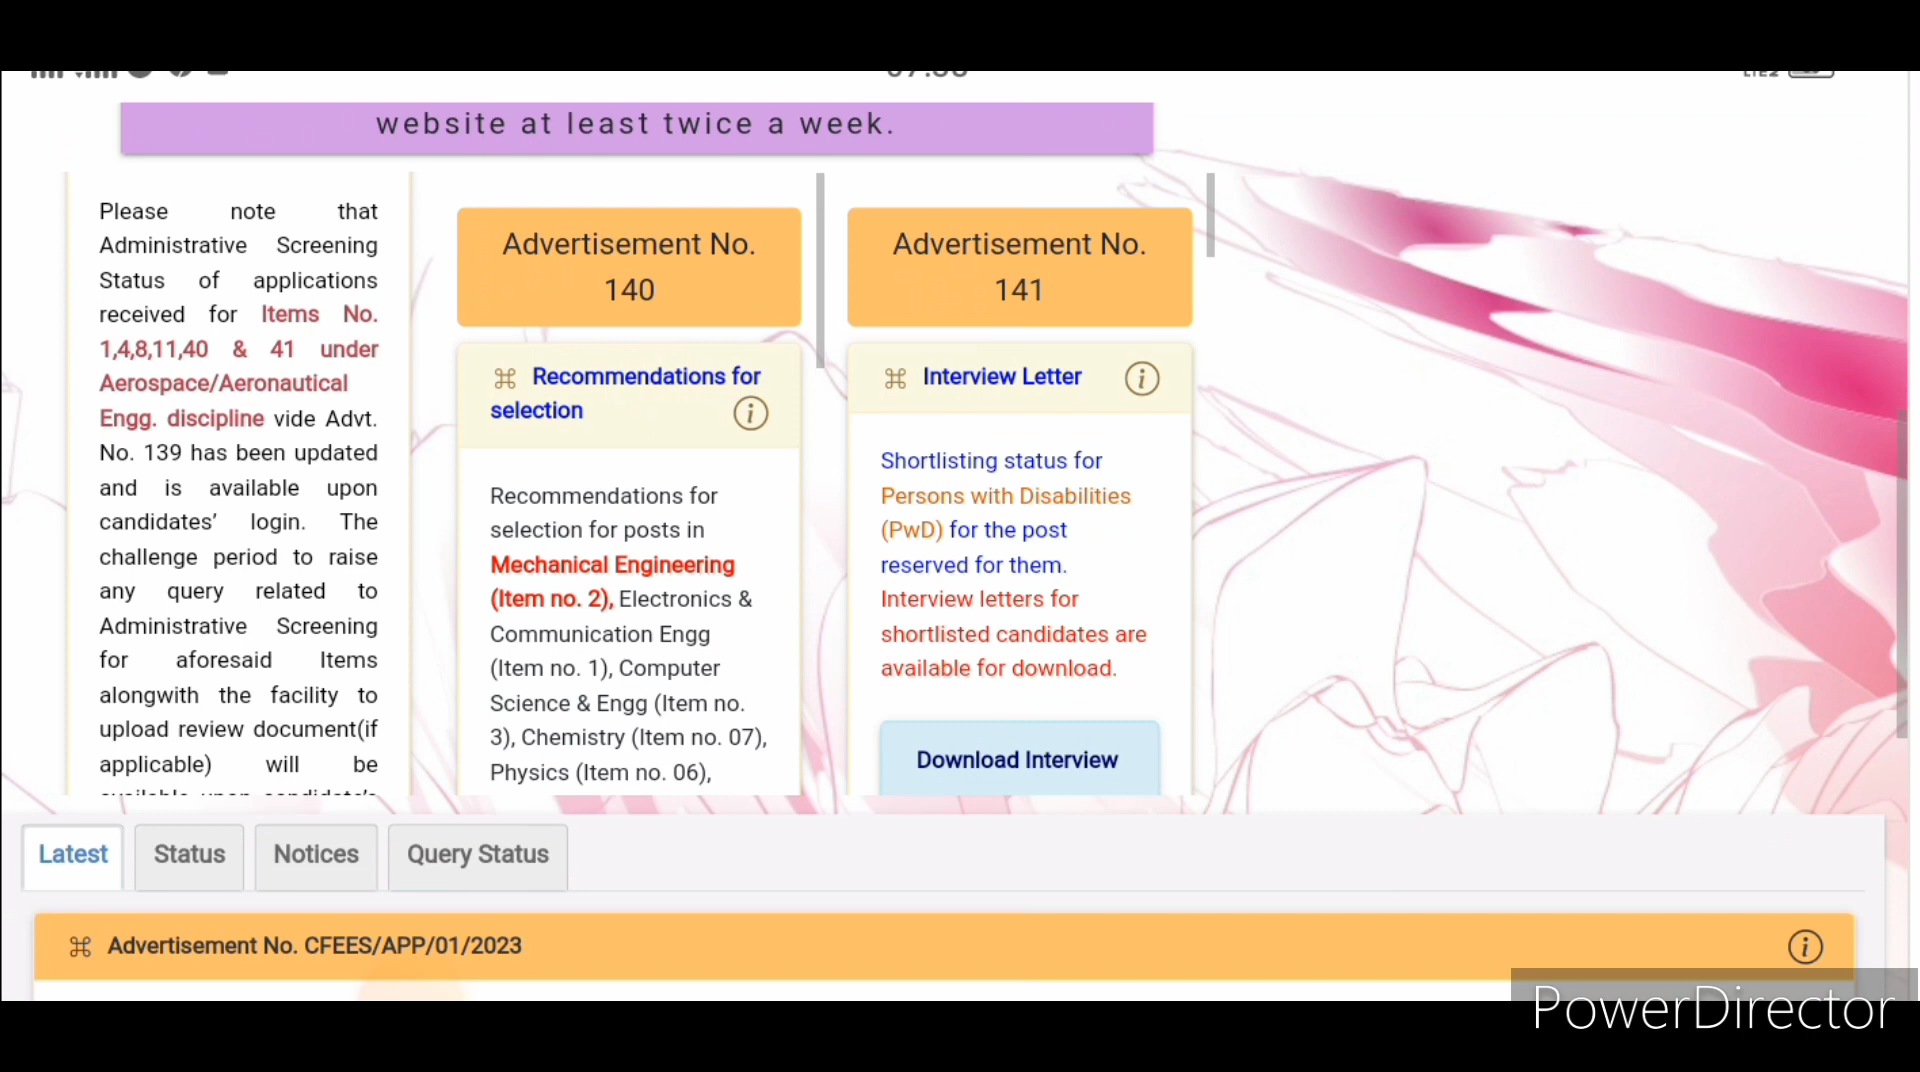 website at least twice a week.
Please note that
Administrative Screening
Status of applications
received for Items No.
1,4,8,11,40 & 41 under
Aerospace/Aeronautical
Engg. discipline vide Advt.
No. 139 has been updated
and is available upon
candidates’ login. The
challenge period to raise
any query related to
Administrative Screening
for aforesaid Items
alongwith the facility to
upload review document(if
applicable) will be
Advertisement No.
140
Recommendations for
selection
Recommendations for
selection for posts in
Mechanical Engineering
(Item no. 2), Electronics &
Communication Engg
(Item no. 1), Computer
Science & Engg (Item no.
3), Chemistry (Item no. 07),
Physics (Item no. 06),
Advertisement No.
141
Interview Letter
Shortlisting status for
Persons with Disabilities
(PwD) for the post
reserved for them.
Interview letters for
shortlisted candidates are
available for download.
Download Interview
Latest
Status
Notices
Query Status
Advertisement No. CFEES/APP/01/2023
PowerDirector